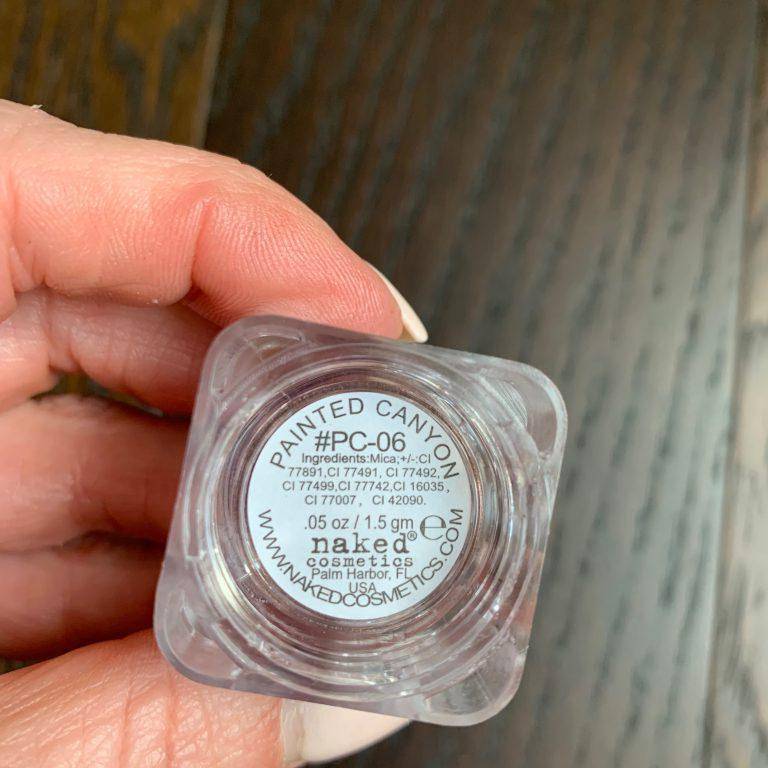 PAINTED CANYON
#PC-06
Ingredients:Mica;+/-:CI
77891,CI 77491, CI 77492,
CI 77499,CI 77742,CI 16035,
CI 77007, CI 42090.
.05 oz / 1.5 gm e
naked®
cosmetics
Palm Harbor, FL
USA
WWW.NAKEDCOSMETICS.COM